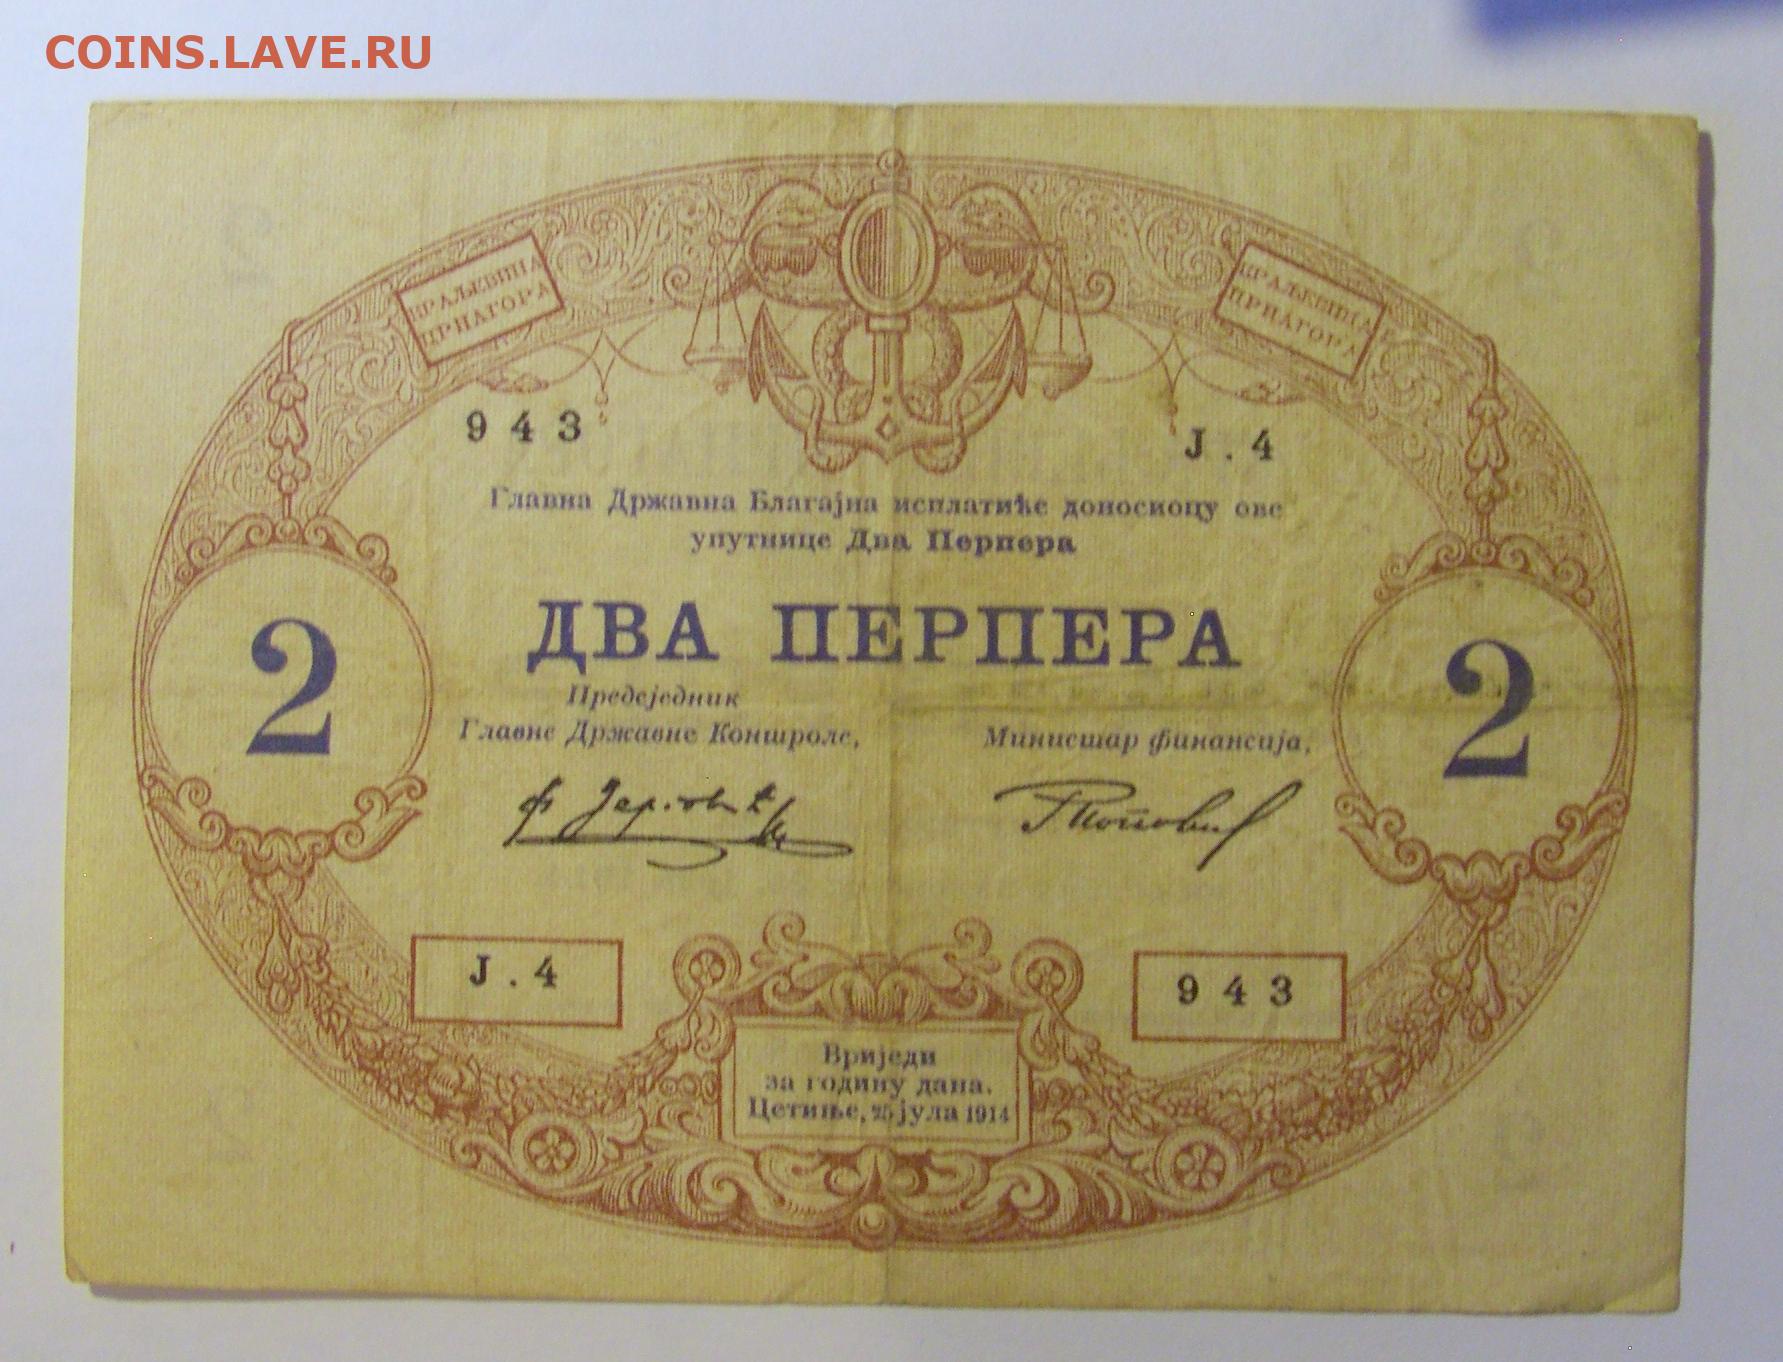 COINS.LAVE.RU
КРАЉЕВИНА
ЦРНАГОРА
КРАЉЕВИНА
ЦРНАГОРА
943
Ј.4
Главна Државна Благајна исплатиће доносиоцу ове
упутнице Два Перпера
2
ДВА ПЕРПЕРА
2
Предсједник
Главне Државне Контроле,
Министар финансија,
Ј.4
943
Вриједи
за годину дана.
Цетиње, 25 јула 1914